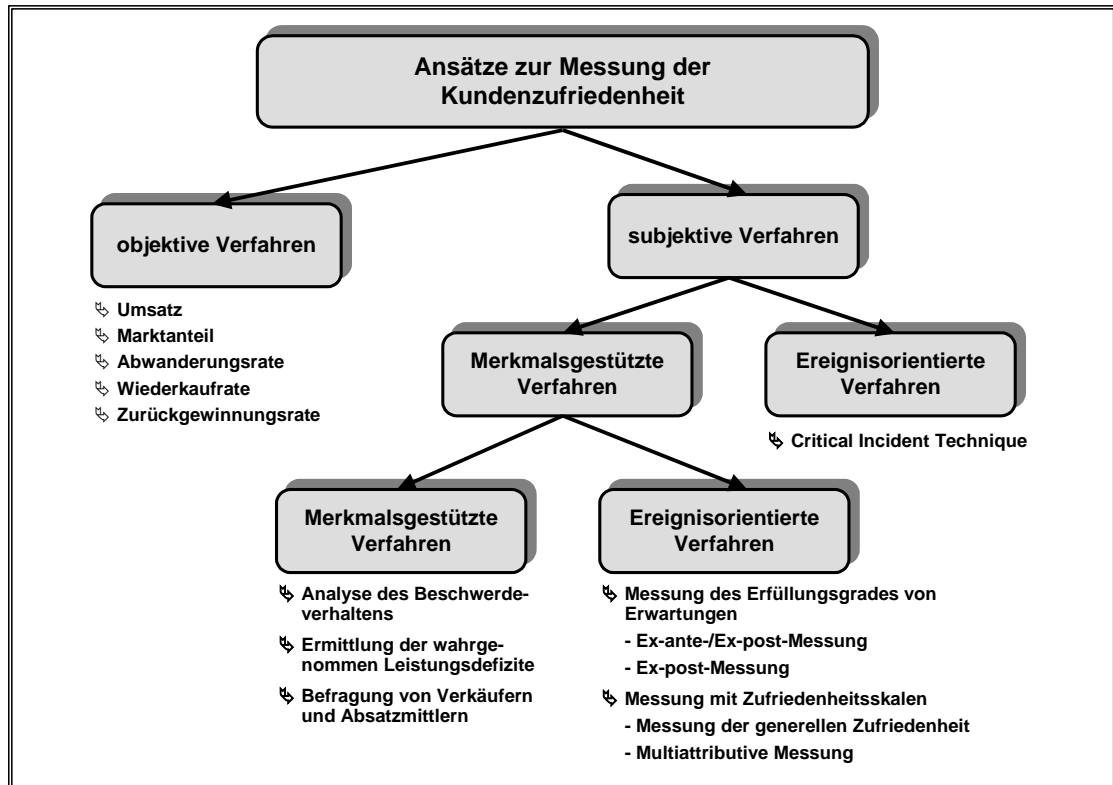 Ansätze zur Messung der
Kundenzufriedenheit
objektive Verfahren
Umsatz
Marktanteil
Abwanderungsrate
Wiederkaufrate
Zurückgewinnungsrate
subjektive Verfahren
Merkmalsgestützte
Verfahren
Ereignisorientierte
Verfahren
Critical Incident Technique
Merkmalsgestützte
Verfahren
Analyse des Beschwerde-
verhaltens
Ermittlung der wahrge-
nommen Leistungsdefizite
Befragung von Verkäufern
und Absatzmittlern
Ereignisorientierte
Verfahren
Messung des Erfüllungsgrades von
Erwartungen
- Ex-ante-/Ex-post-Messung
- Ex-post-Messung
Messung mit Zufriedenheitsskalen
- Messung der generellen Zufriedenheit
- Multiattributive Messung